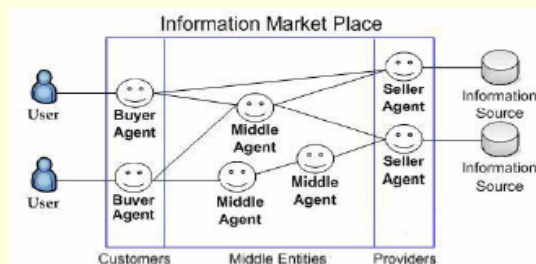 Information Market Place
User
Buyer
Agent
Middle
Agent
Seller
Agent
Information
Source
User
Buver
Agent
Middle
Agent
Middle
Agent
Seller
Agent
Information
Source
Customers
Middle Entities
Providers